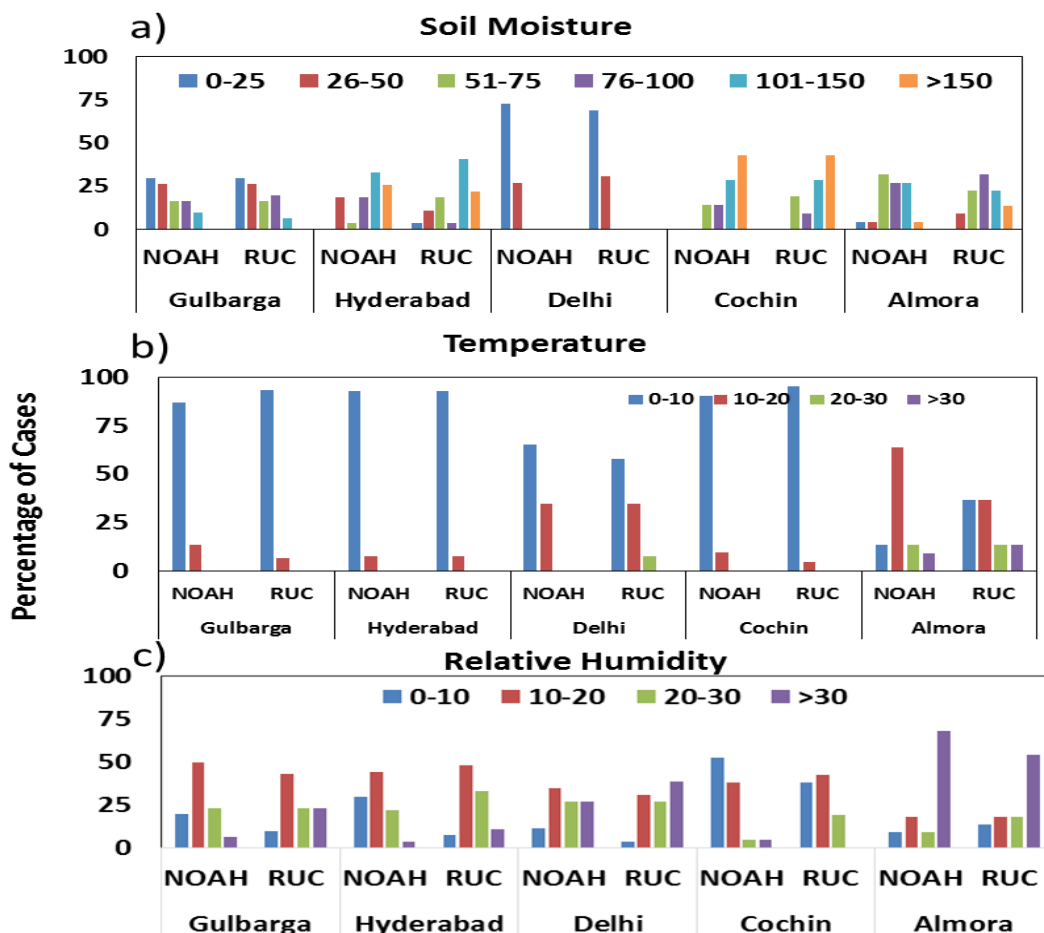 a) Soil Moisture
100
0-25 26-50 51-75 76-100 101-150 >150
75
50
25
0
NOAH RUC NOAH RUC NOAH RUC NOAH RUC NOAH RUC
Gulbarga Hyderabad Delhi Cochin Almora
b) Temperature
100
0-10 10-20 20-30 >30
75
50
25
0
NOAH RUC NOAH RUC NOAH RUC NOAH RUC NOAH RUC
Gulbarga Hyderabad Delhi Cochin Almora
Percentage of Cases
c) Relative Humidity
100
0-10 10-20 20-30 >30
75
50
25
0
NOAH RUC NOAH RUC NOAH RUC NOAH RUC NOAH RUC
Gulbarga Hyderabad Delhi Cochin Almora